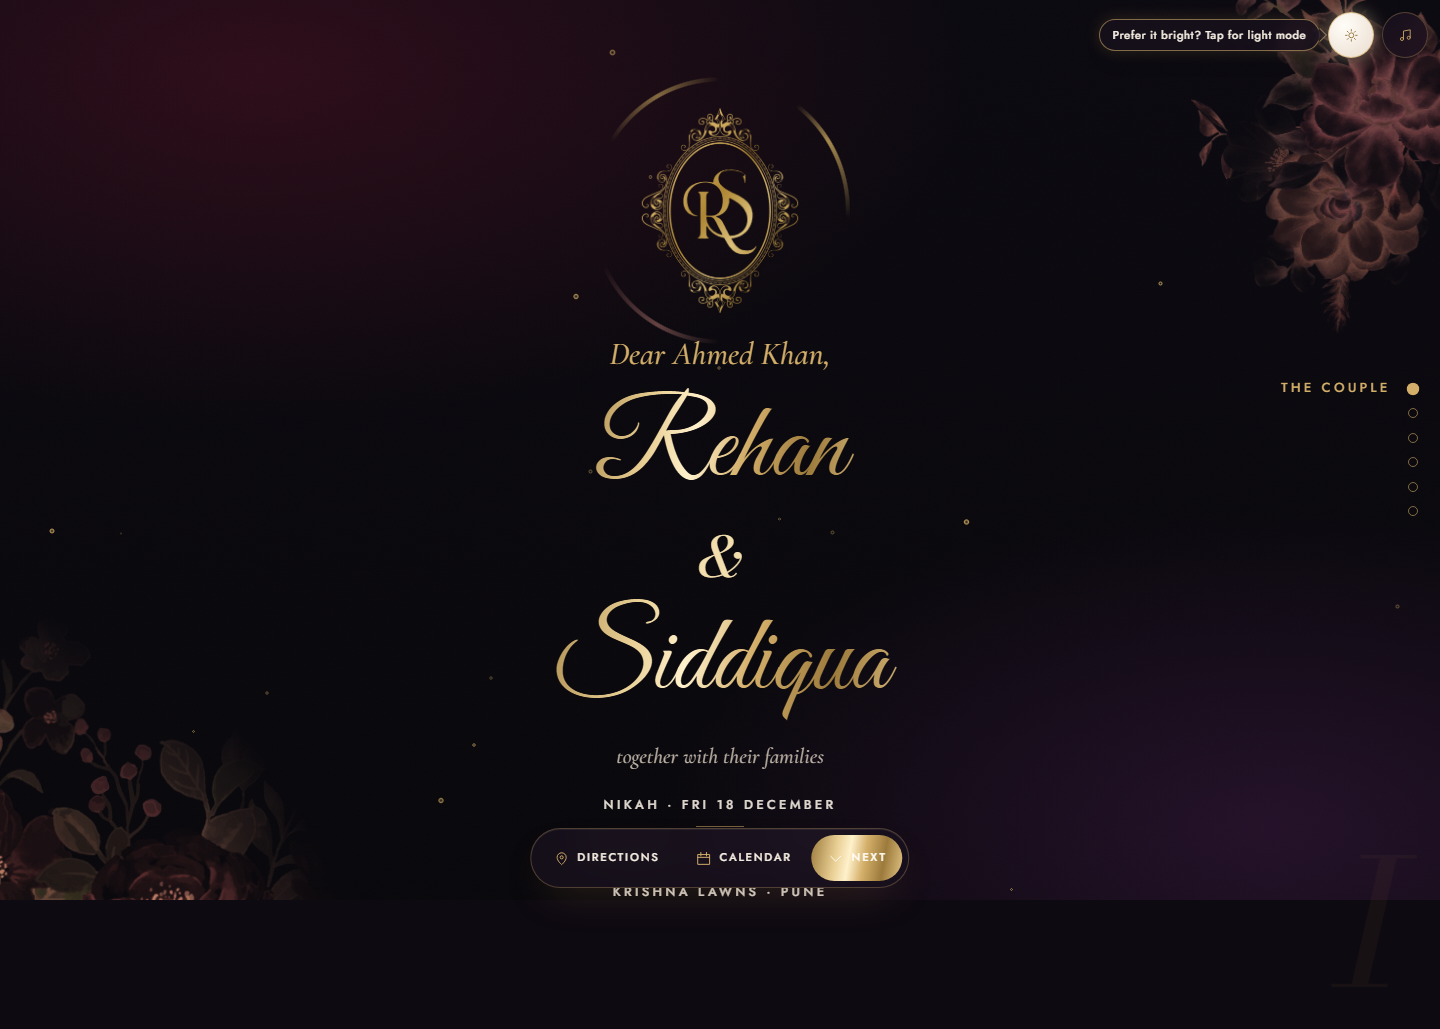 Prefer it bright? Tap for light mode
RS
Dear Ahmed Khan,
Rehan
&
Siddiqua
THE COUPLE
together with their families
NIKAH · FRI 18 DECEMBER
DIRECTIONS CALENDAR NEXT
KRISHNA LAWNS · PUNE
I